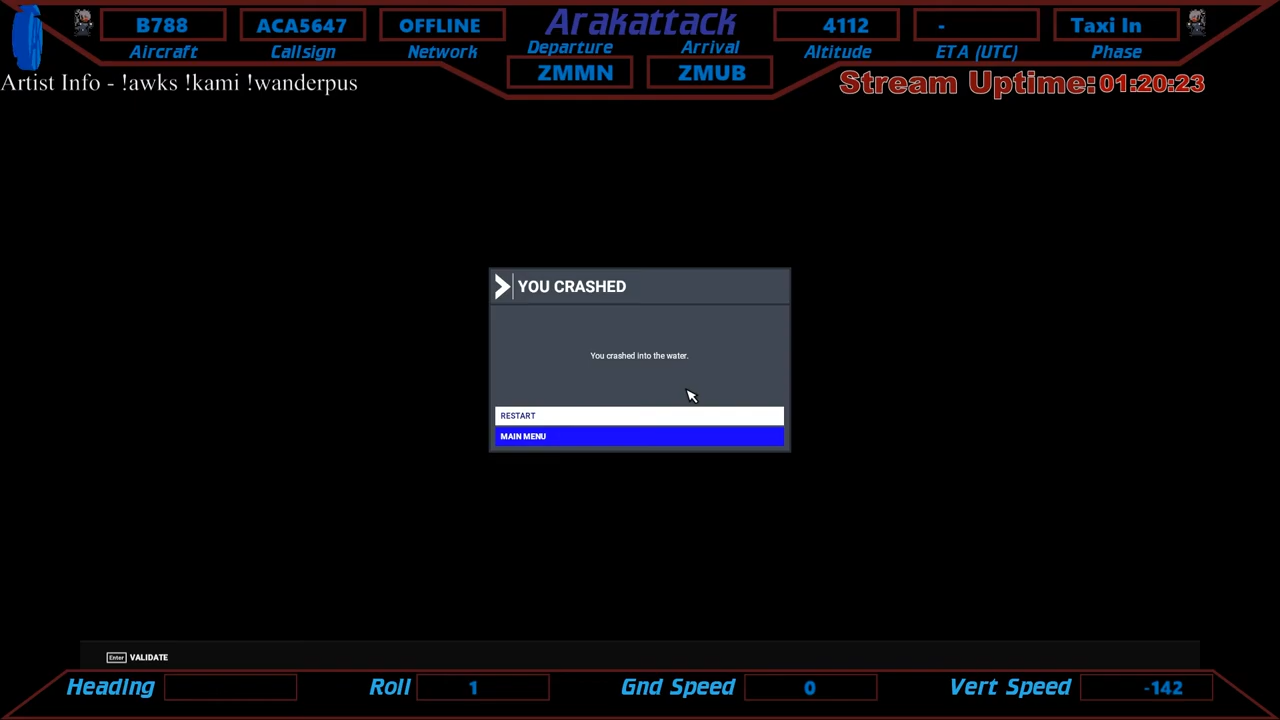 B788
Aircraft
ACA5647
Callsign
OFFLINE
Network
Arakattack
Departure
Arrival
ZMMN
ZMUB
4112
Altitude
-
ETA (UTC)
Taxi In
Phase
Artist Info - !awks !kami !wanderpus
Stream Uptime: 01:20:23
YOU CRASHED
You crashed into the water.
RESTART
MAIN MENU
Enter VALIDATE
Heading
Roll 1
Gnd Speed 0
Vert Speed -142